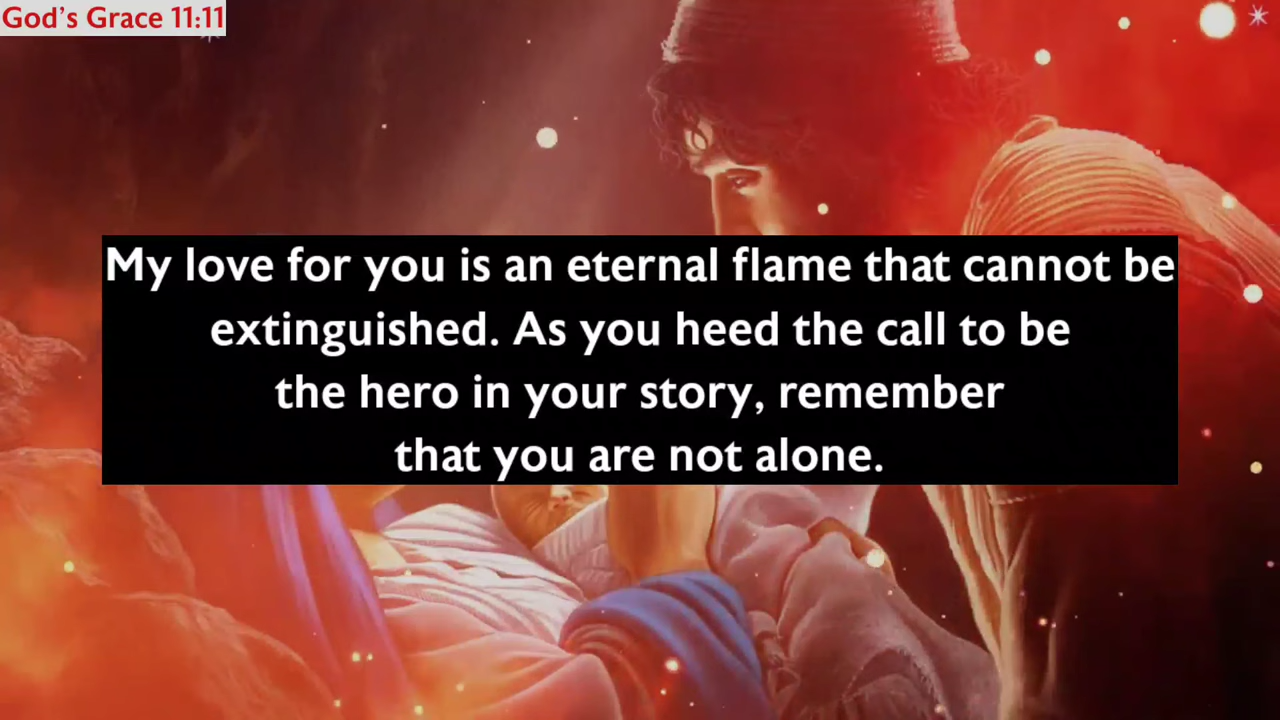 God's Grace 11:11
My love for you is an eternal flame that cannot be
extinguished. As you heed the call to be
the hero in your story, remember
that you are not alone.